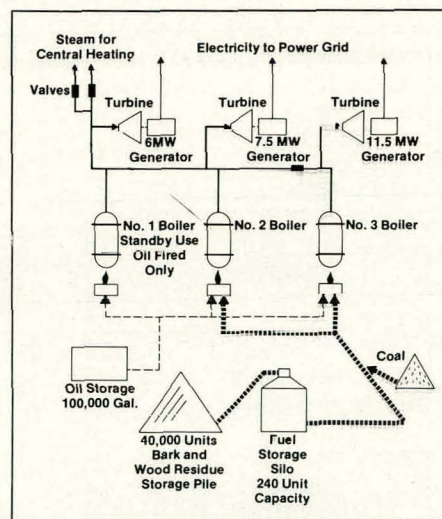 Steam for
Central Heating
Electricity to Power Grid
Valves
Turbine
Turbine
Turbine
6MW
Generator
7.5 MW
Generator
11.5 MW
Generator
No. 1 Boiler
Standby Use
Oil Fired
Only
No. 2 Boiler
No. 3 Boiler
Coal
Oil Storage
100,000 Gal.
40,000 Units
Bark and
Wood Residue
Storage Pile
Fuel
Storage
Silo
240 Unit
Capacity